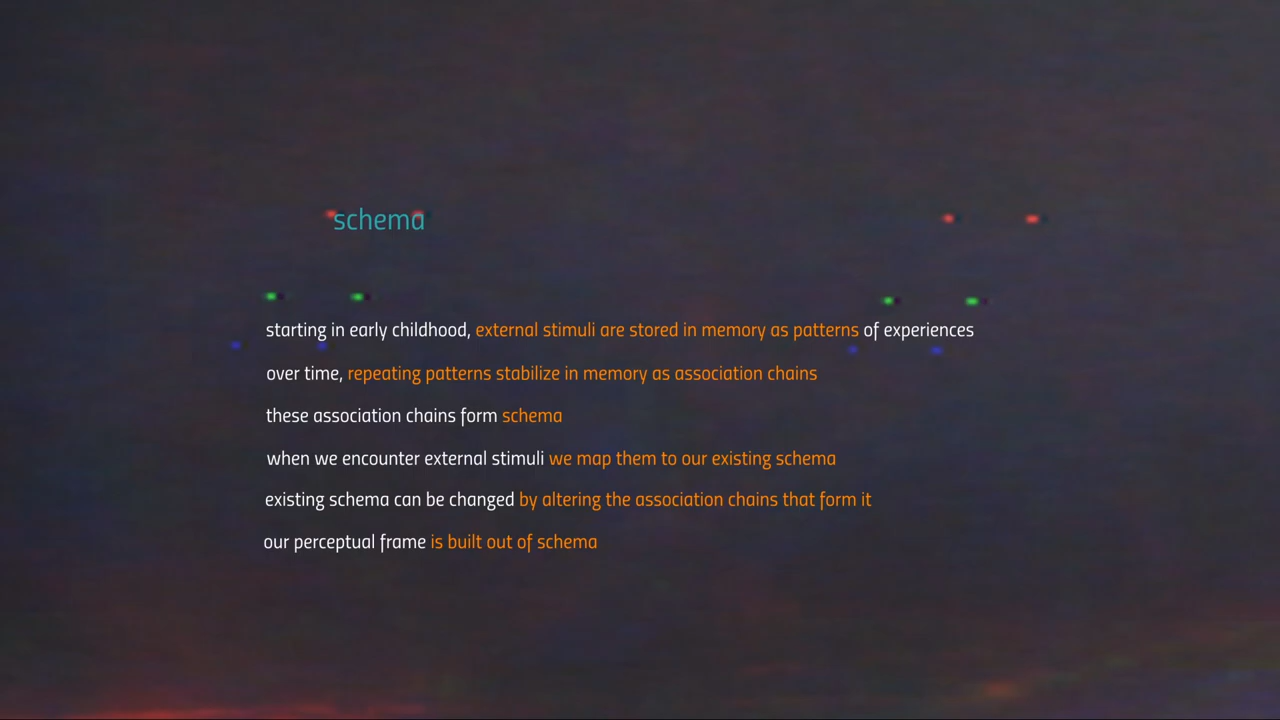 schema
starting in early childhood, external stimuli are stored in memory as patterns of experiences
over time, repeating patterns stabilize in memory as association chains
these association chains form schema
when we encounter external stimuli we map them to our existing schema
existing schema can be changed by altering the association chains that form it
our perceptual frame is built out of schema